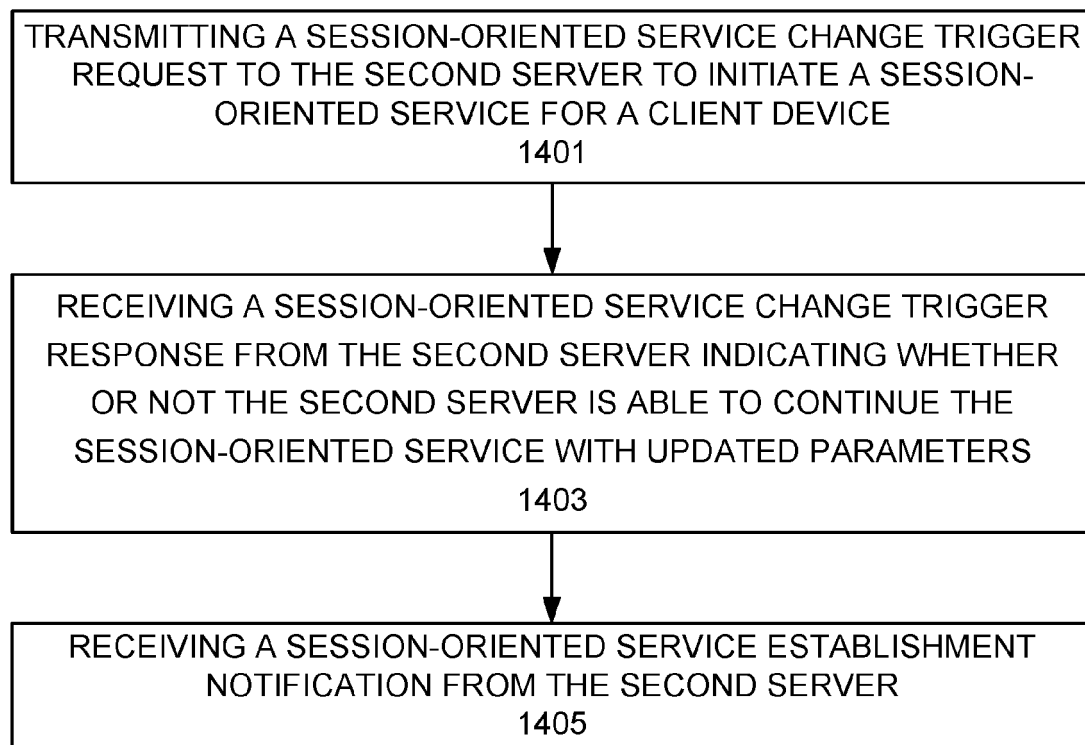 TRANSMITTING A SESSION-ORIENTED SERVICE CHANGE TRIGGER
REQUEST TO THE SECOND SERVER TO INITIATE A SESSION-
ORIENTED SERVICE FOR A CLIENT DEVICE
1401
RECEIVING A SESSION-ORIENTED SERVICE CHANGE TRIGGER
RESPONSE FROM THE SECOND SERVER INDICATING WHETHER
OR NOT THE SECOND SERVER IS ABLE TO CONTINUE THE
SESSION-ORIENTED SERVICE WITH UPDATED PARAMETERS
1403
RECEIVING A SESSION-ORIENTED SERVICE ESTABLISHMENT
NOTIFICATION FROM THE SECOND SERVER
1405